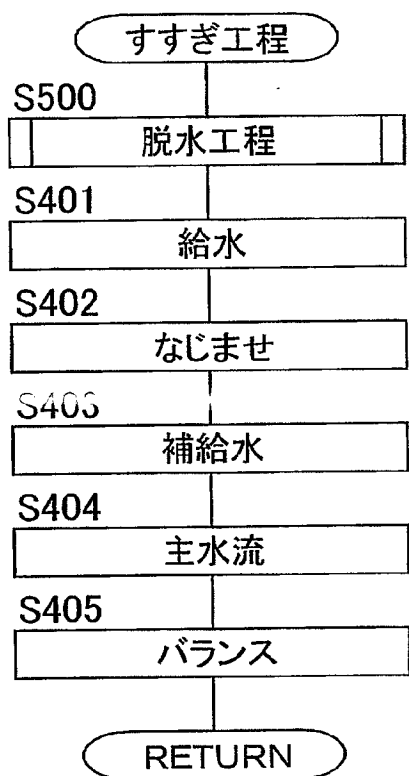 すすぎ工程
S500
脱水工程
S401
給水
S402
なじませ
S403
補給水
S404
主水流
S405
バランス
RETURN